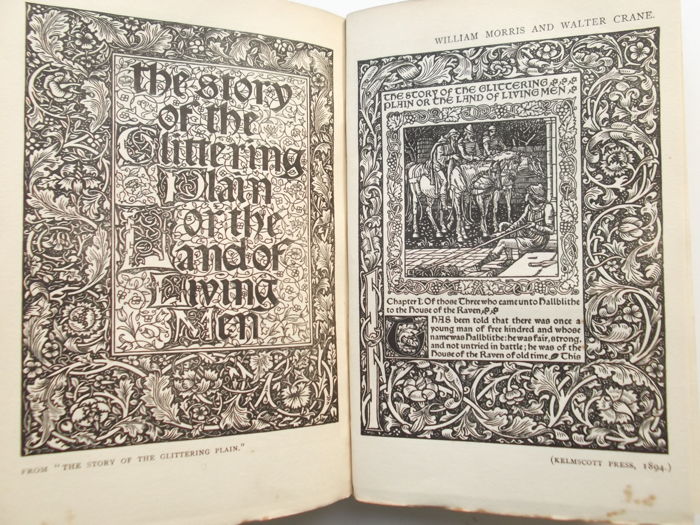 the story
of the
Glittering
Plain
or the
Land of
Living
Men
FROM "THE STORY OF THE GLITTERING PLAIN."
WILLIAM MORRIS AND WALTER CRANE.
THE STORY OF THE GLITTERING
PLAIN OR THE LAND OF LIVING MEN
Chapter I. Of those Three who came unto Hallblithe
to the House of the Raven
IT HAS been told that there was once a
young man of free kindred and whose
name was Hallblithe: he was fair, strong,
and not untried in battle; he was of the
House of the Raven of old time. This
(KELMSCOTT PRESS, 1894.)